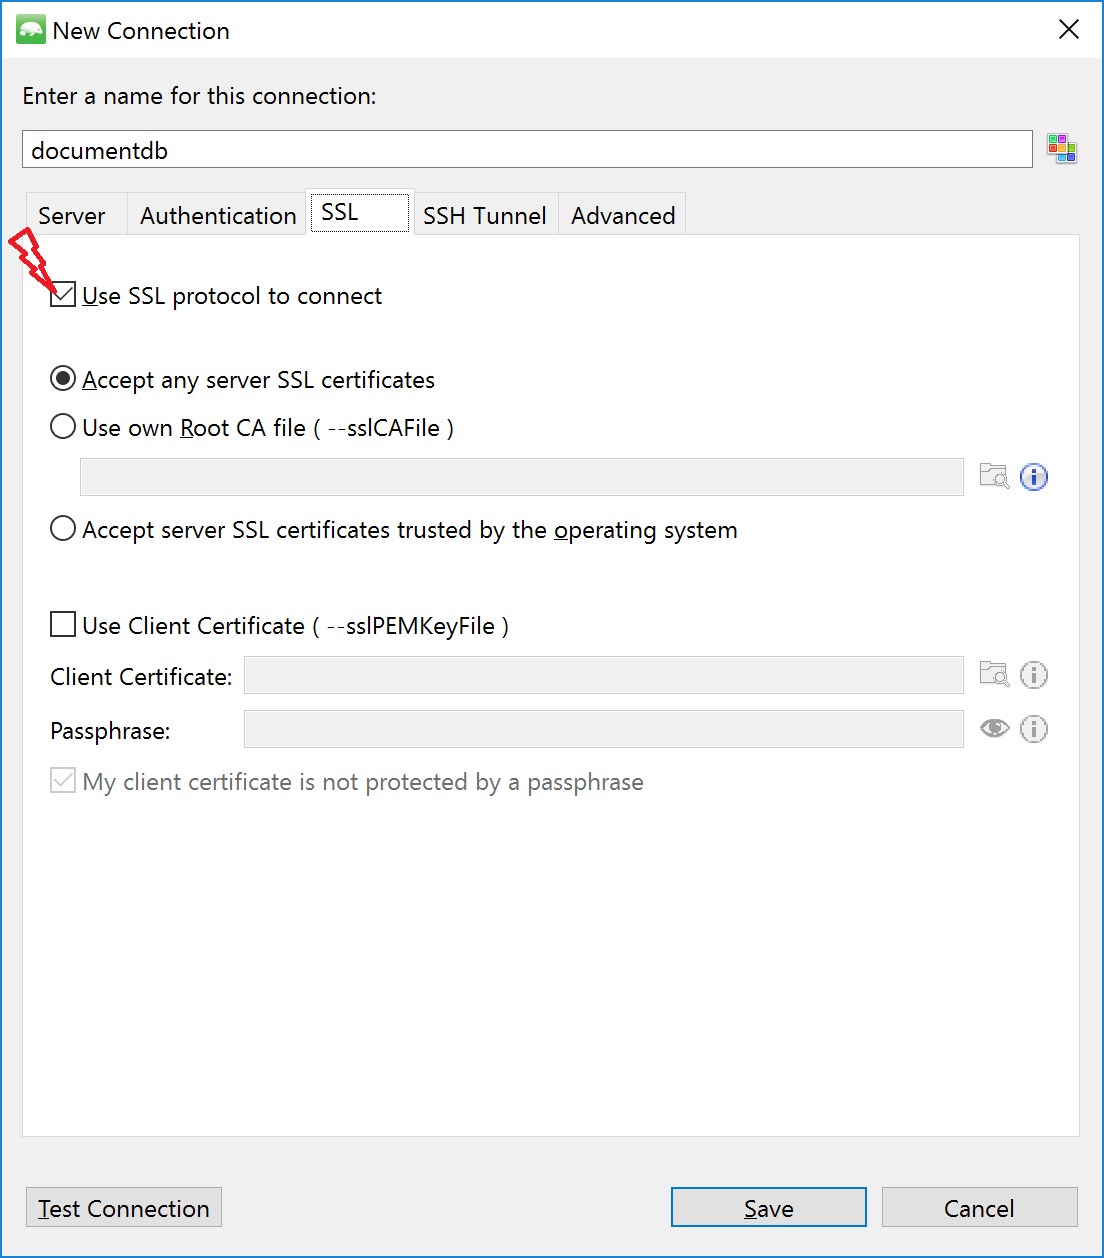 New Connection
Enter a name for this connection:
documentdb
Server Authentication SSL SSH Tunnel Advanced
Use SSL protocol to connect
Accept any server SSL certificates
Use own Root CA file ( --sslCAFile )
Accept server SSL certificates trusted by the operating system
Use Client Certificate ( --sslPEMKeyFile )
Client Certificate:
Passphrase:
My client certificate is not protected by a passphrase
Test Connection Save Cancel